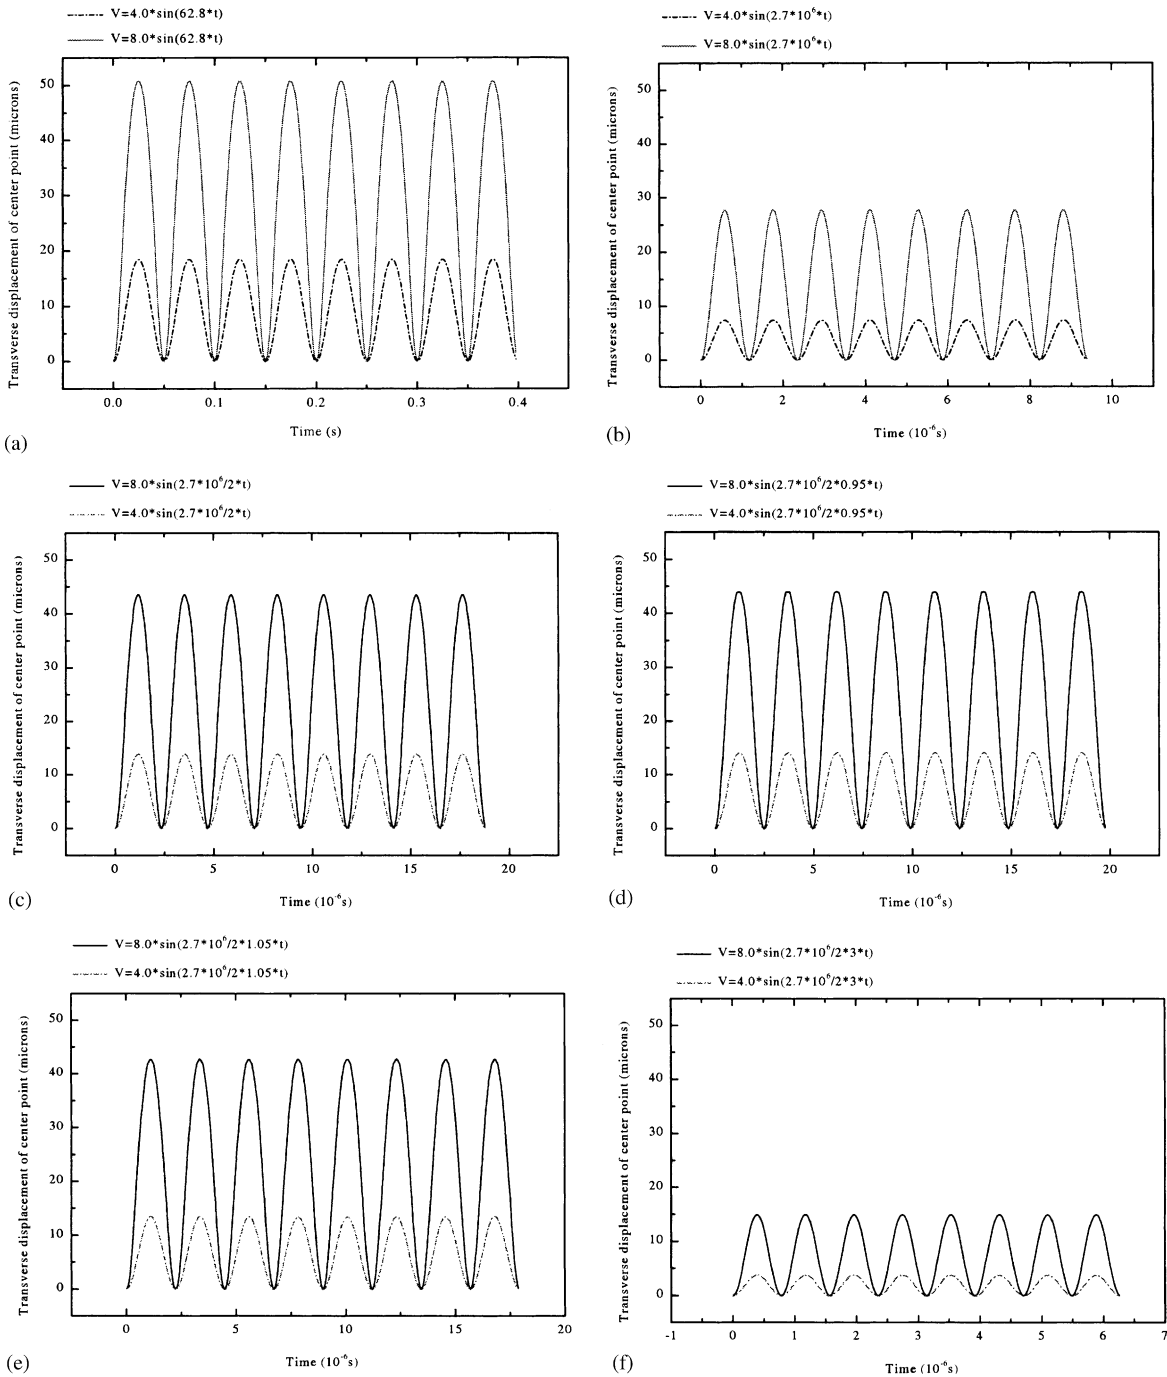 V=4.0*sin(62.8*t)
V=8.0*sin(62.8*t)
Transverse displacement of center point (microns)
50
40
30
20
10
0
0.0 0.1 0.2 0.3 0.4
Time (s)
(a)
V=4.0*sin(2.7*10⁶*t)
V=8.0*sin(2.7*10⁶*t)
Transverse displacement of center point (microns)
50
40
30
20
10
0
0 2 4 6 8 10
Time (10⁻⁶s)
(b)
V=8.0*sin(2.7*10⁶/2*t)
V=4.0*sin(2.7*10⁶/2*t)
Transverse displacement of center point (microns)
50
40
30
20
10
0
0 5 10 15 20
Time (10⁻⁶s)
(c)
V=8.0*sin(2.7*10⁶/2*0.95*t)
V=4.0*sin(2.7*10⁶/2*0.95*t)
Transverse displacement of center point (microns)
50
40
30
20
10
0
0 5 10 15 20
Time (10⁻⁶s)
(d)
V=8.0*sin(2.7*10⁶/2*1.05*t)
V=4.0*sin(2.7*10⁶/2*1.05*t)
Transverse displacement of center point (microns)
50
40
30
20
10
0
0 5 10 15 20
Time (10⁻⁶s)
(e)
V=8.0*sin(2.7*10⁶/2*3*t)
V=4.0*sin(2.7*10⁶/2*3*t)
Transverse displacement of center point (microns)
50
40
30
20
10
0
-1 0 1 2 3 4 5 6 7
Time (10⁻⁶s)
(f)